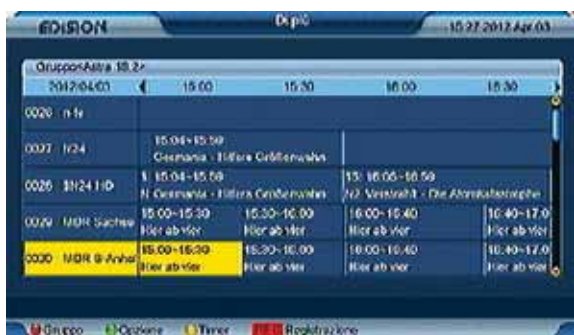 EDISION
Di più
15:27 2012 Apr 03
Gruppo:Astra 19.2
2012/04/03 15:00 15:30 16:00 16:30
0026
0027 N24 15:04~15:59
Germania - Hitlers Größenwahn
0028 N24 HD 15:04~15:59 16:05~16:59
Germania - Hitlers Größenwahn Verstrahlt - Die Atomkatastrophe
0029 MDR Sachse 15:00~15:30 15:30~16:00 16:00~16:40 16:40~17:0
Hier ab vier Hier ab vier Hier ab vier Hier ab vier
0030 MDR S-Anhal 15:00~15:30 15:30~16:00 16:00~16:40 16:40~17:0
Hier ab vier Hier ab vier Hier ab vier Hier ab vier
Gruppo Opzione Timer Registrazione